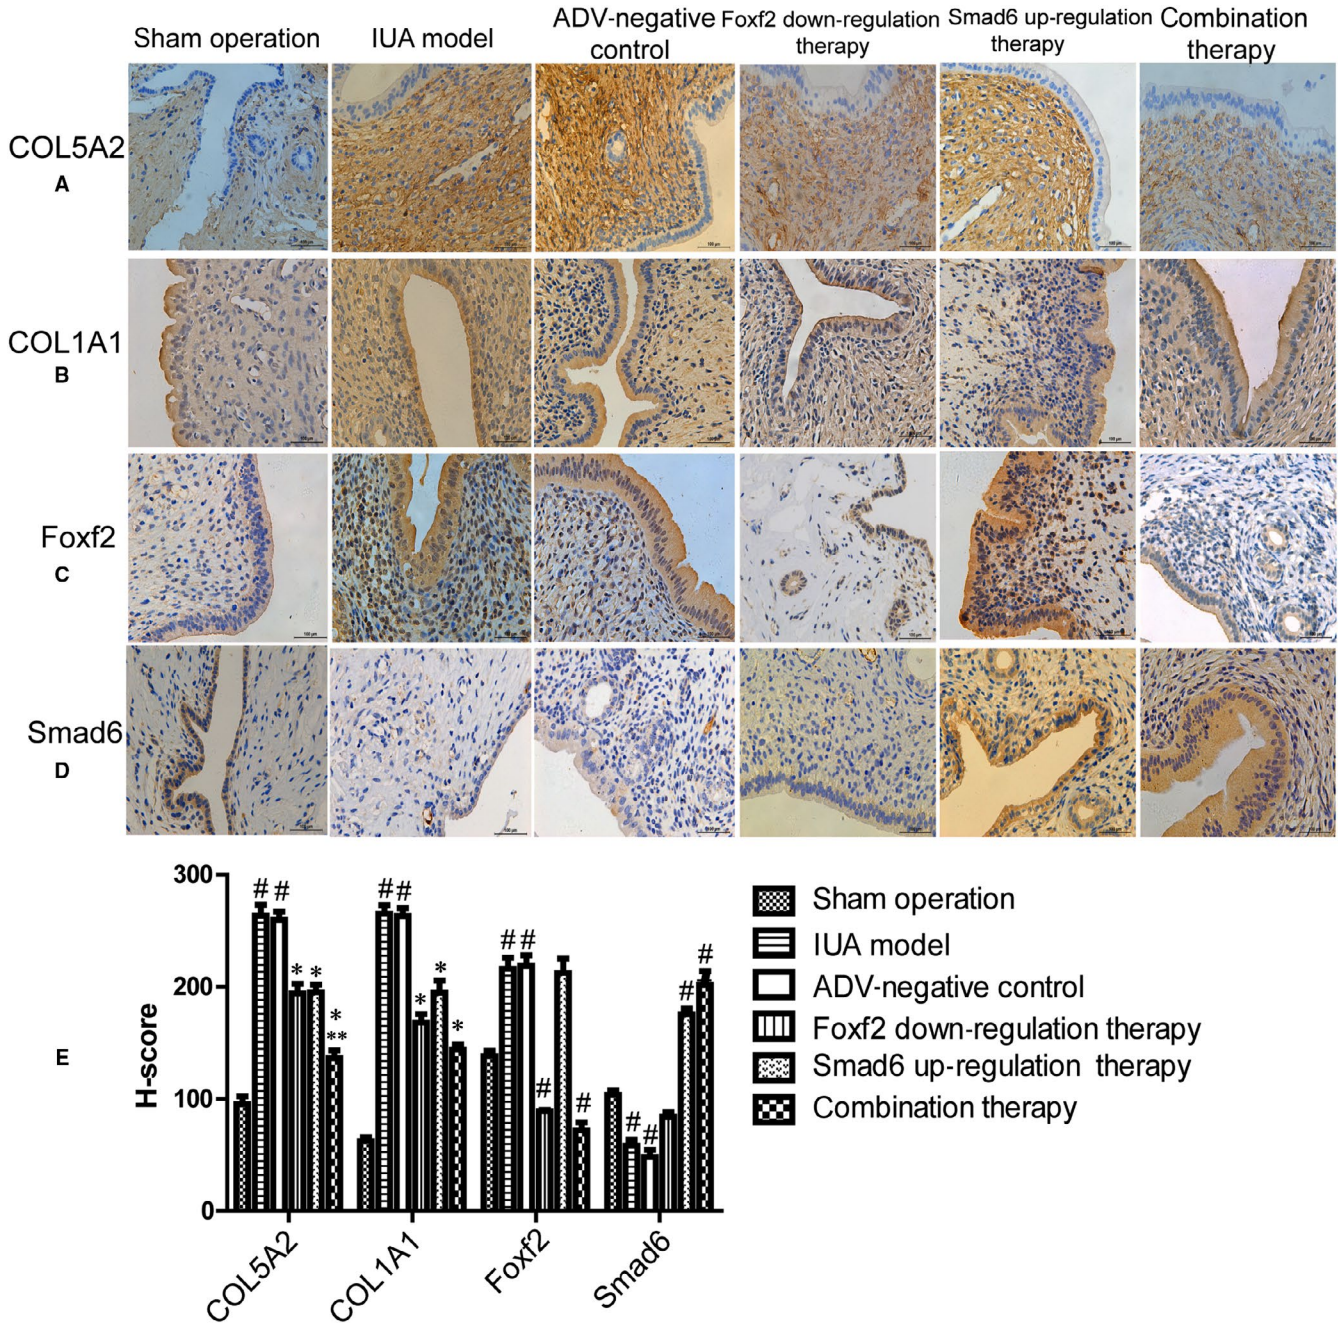 Sham operation
IUA model
ADV-negative
control
Foxf2 down-regulation
therapy
Smad6 up-regulation
therapy
Combination
therapy
COL5A2
A
COL1A1
B
Foxf2
C
Smad6
D
E
H-score
300
200
100
0
# #
* *
*
**
# #
*
*
*
# #
#
#
#
#
#
#
COL5A2
COL1A1
Foxf2
Smad6
Sham operation
IUA model
ADV-negative control
Foxf2 down-regulation therapy
Smad6 up-regulation therapy
Combination therapy